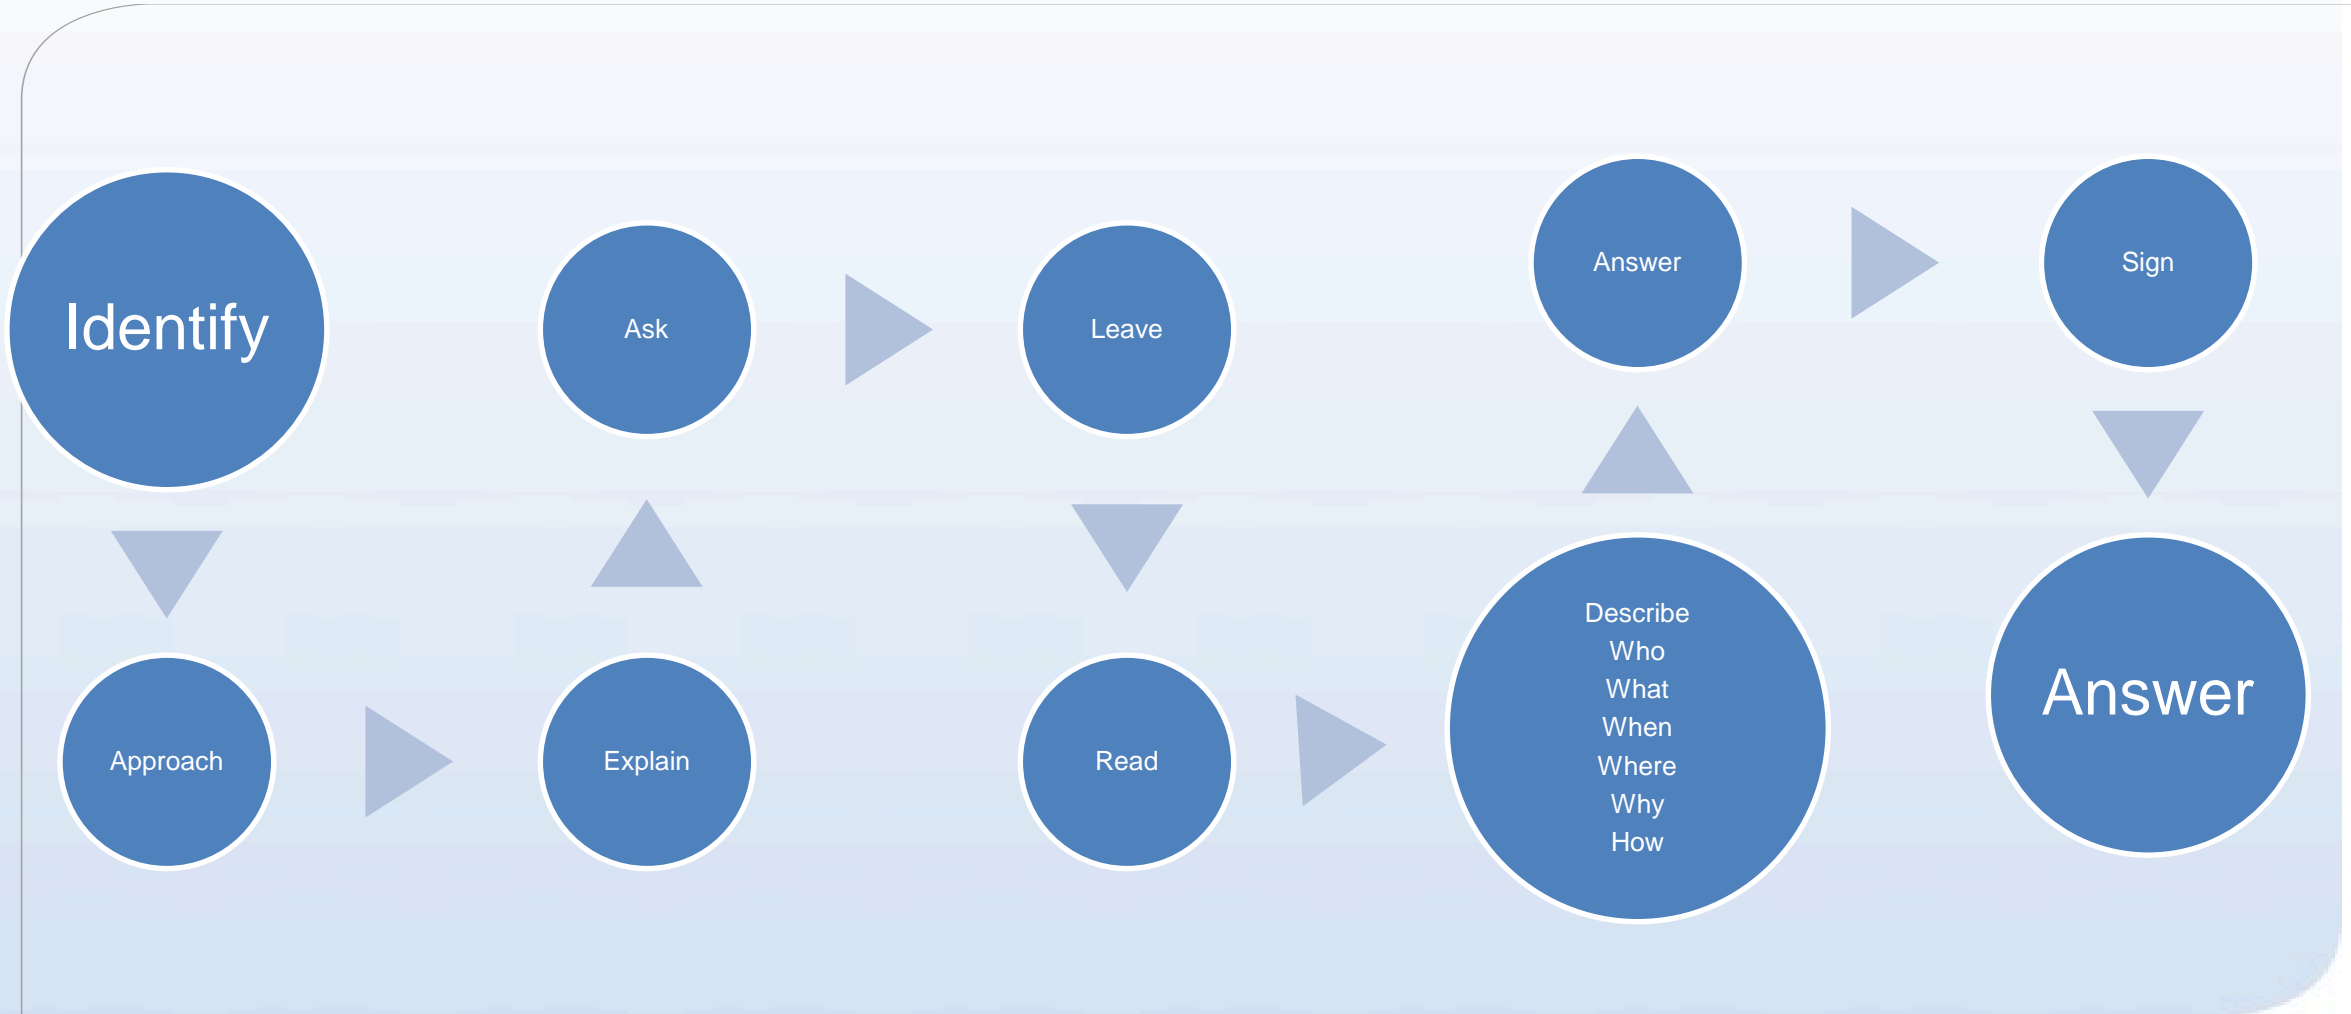 Identify
Approach
Explain
Ask
Leave
Read
Describe
Who
What
When
Where
Why
How
Answer
Sign
Answer